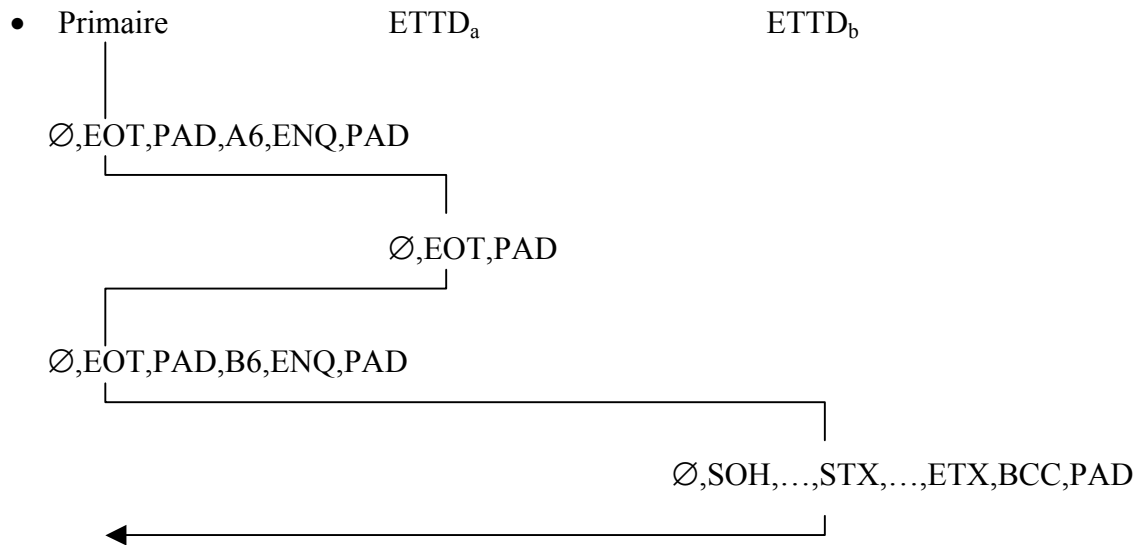 • Primaire ETTDa ETTDb
∅,EOT,PAD,A6,ENQ,PAD
∅,EOT,PAD
∅,EOT,PAD,B6,ENQ,PAD
∅,SOH,…,STX,…,ETX,BCC,PAD